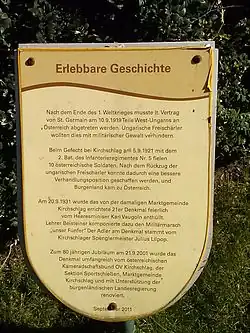 Erlebbare Geschichte
Nach dem Ende des 1. Weltkrieges musste lt. Vertrag
von St. Germain am 10.9.1919 Teile West-Ungarns an
Österreich abgetreten werden. Ungarische Freischärler
wollten dies mit militärischer Gewalt verhindern.
Beim Gefecht bei Kirchschlag am 5.9.1921 mit dem
2. Bat. des Infanterieregimentes Nr. 5 fielen
10 österreichische Soldaten. Nach dem Rückzug der
ungarischen Freischärler konnte dadurch eine bessere
Verhandlungsposition geschaffen werden, und
Burgenland kam zu Österreich.
Am 20.9.1931 wurde das von der damaligen Marktgemeinde
Kirchschlag errichtete 21er Denkmal feierlich
vom Heeresminiser Karl Vaugoin enthüllt.
Lehrer Beisteiner komponierte dazu den Militärmarsch
"unser Fünfer". Der Adler am Denkmal stammt vom
Kirchschlager Spenglermeister Julius Llopp.
Zum 80 jährigen Jubiläum am 21.9.2001 wurde das
Denkmal umfangreich vom österreichischen
Kameradschaftsbund OV Kirchschlag, der
Sektion Sportschießen, Marktgemeinde
Kirchschlag und mit Unterstützung der
burgenländischen Landesregierung
renoviert.
September 2011